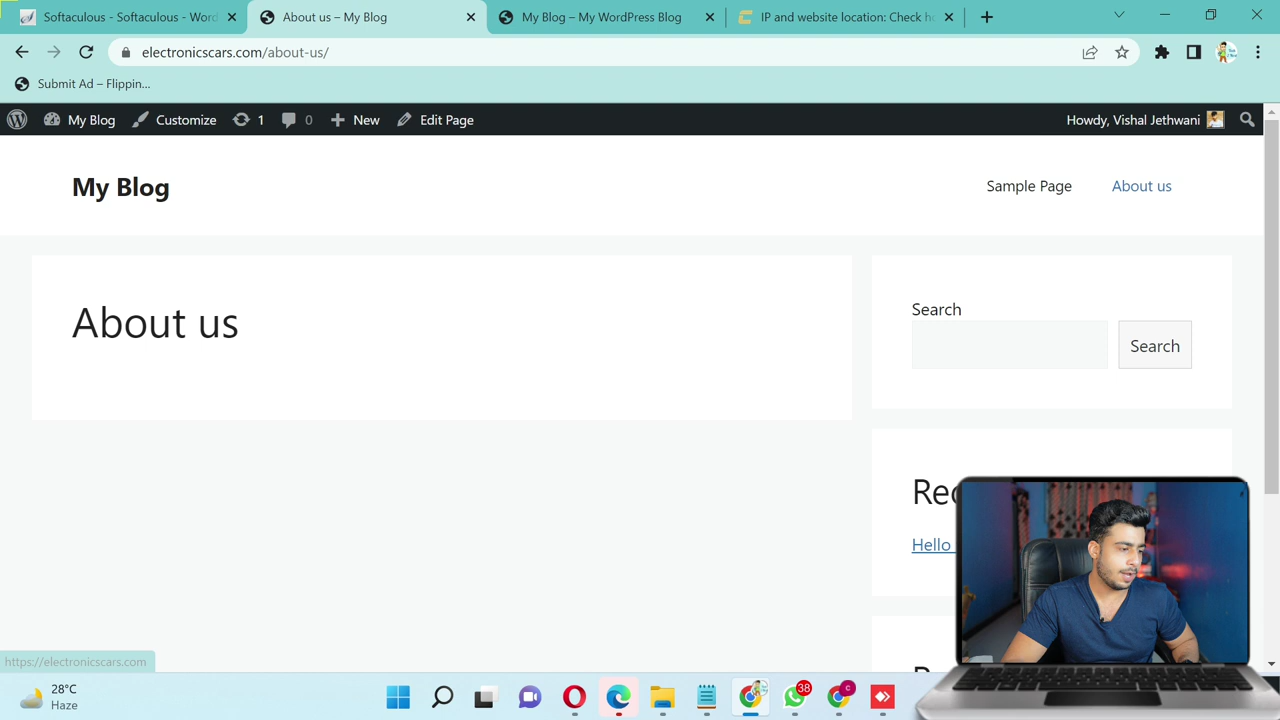 Softaculous - Softaculous - Word
About us – My Blog
My Blog – My WordPress Blog
IP and website location: Check h
electronicscars.com/about-us/
Submit Ad – Flippin...
My Blog
Customize
1
0
New
Edit Page
Howdy, Vishal Jethwani
My Blog
Sample Page
About us
About us
Search
Search
Hello
https://electronicscars.com
28°C
Haze
38
c